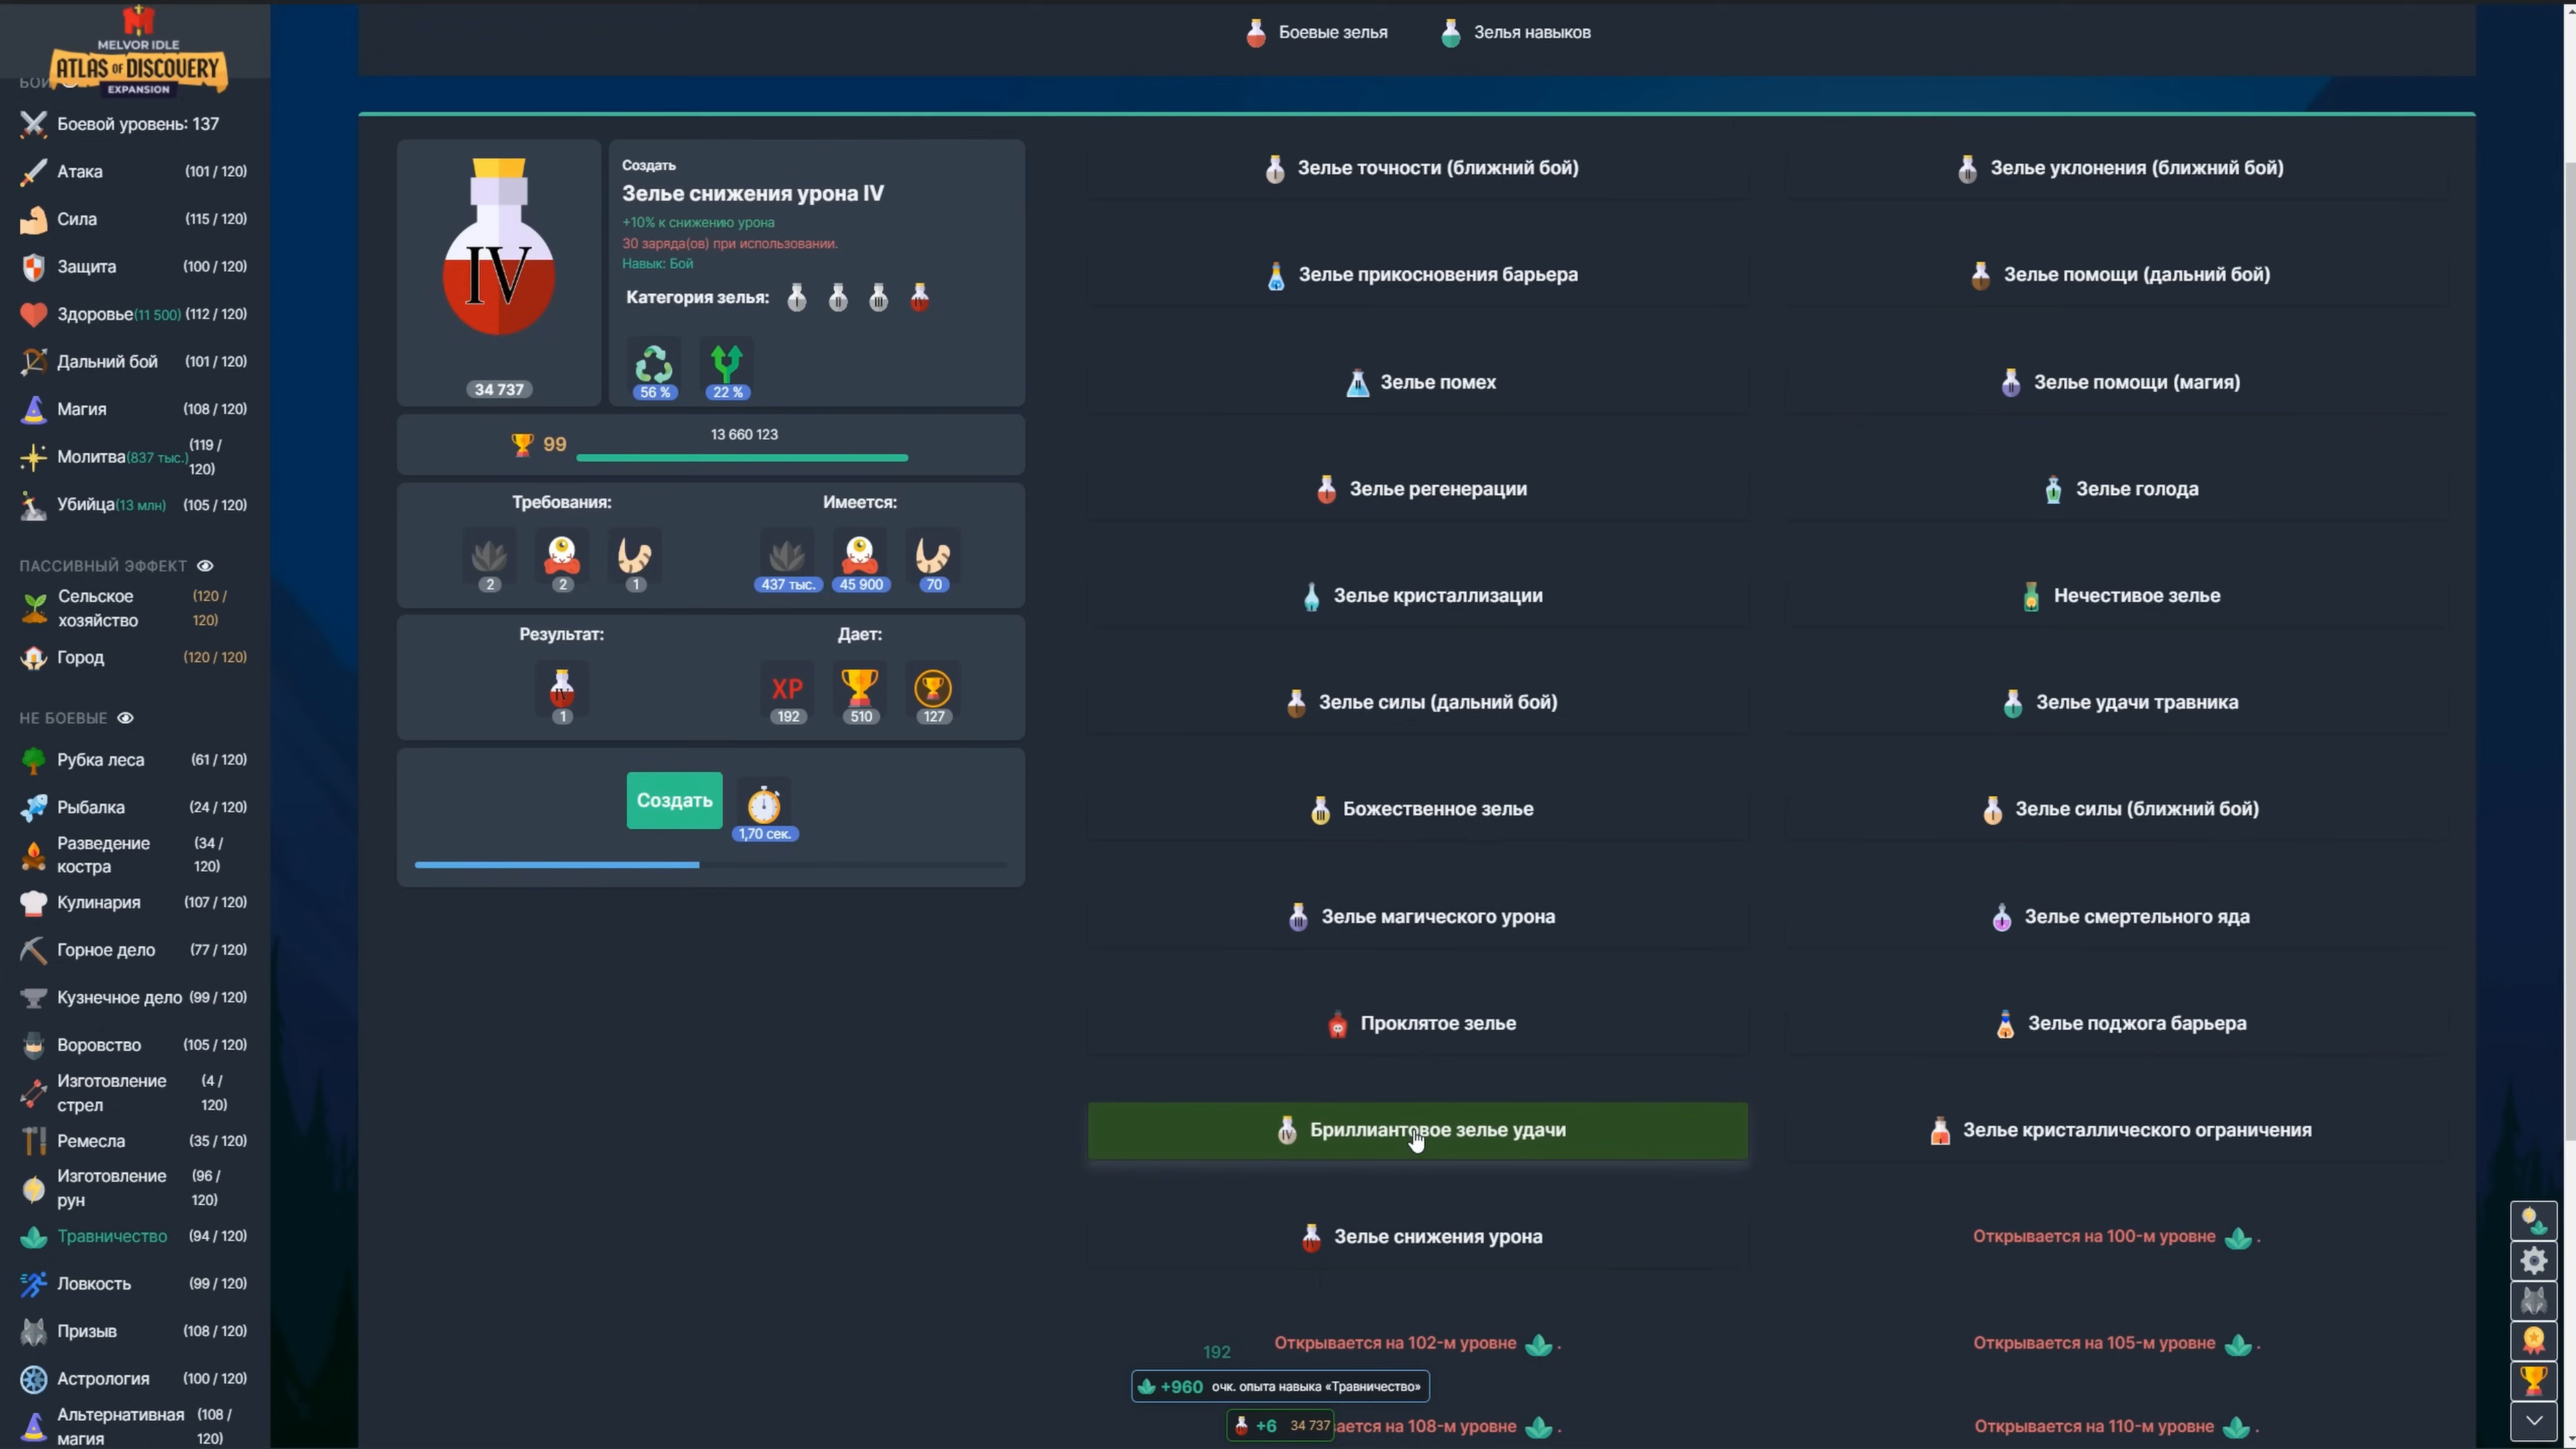 MELVOR IDLE
ATLAS OF DISCOVERY
EXPANSION
Боевой уровень: 137
Атака (101 / 120)
Сила (115 / 120)
Защита (100 / 120)
Здоровье(11 500) (112 / 120)
Дальний бой (101 / 120)
Магия (108 / 120)
Молитва(837 тыс.) (119 / 120)
Убийца(13 млн) (105 / 120)
ПАССИВНЫЙ ЭФФЕКТ
Сельское хозяйство (120 / 120)
Город (120 / 120)
НЕ БОЕВЫЕ
Рубка леса (61 / 120)
Рыбалка (24 / 120)
Разведение костра (34 / 120)
Кулинария (107 / 120)
Горное дело (77 / 120)
Кузнечное дело (99 / 120)
Воровство (105 / 120)
Изготовление стрел (4 / 120)
Ремесла (35 / 120)
Изготовление рун (96 / 120)
Травничество (94 / 120)
Ловкость (99 / 120)
Призыв (108 / 120)
Астрология (100 / 120)
Альтернативная магия (108 / 120)
Боевые зелья Зелья навыков
IV
34 737
Создать
Зелье снижения урона IV
+10% к снижению урона
30 заряда(ов) при использовании.
Навык: Бой
Категория зелья:
56 % 22 %
99 13 660 123
Требования: Имеется:
2 2 1 437 тыс. 45 900 70
Результат: Дает:
XP
1 192 510 127
Создать
1,70 сек.
Зелье точности (ближний бой) Зелье уклонения (ближний бой)
Зелье прикосновения барьера Зелье помощи (дальний бой)
Зелье помех Зелье помощи (магия)
Зелье регенерации Зелье голода
Зелье кристаллизации Нечестивое зелье
Зелье силы (дальний бой) Зелье удачи травника
Божественное зелье Зелье силы (ближний бой)
Зелье магического урона Зелье смертельного яда
Проклятое зелье Зелье поджога барьера
Бриллиантовое зелье удачи Зелье кристаллического ограничения
Зелье снижения урона Открывается на 100-м уровне .
192 Открывается на 102-м уровне . Открывается на 105-м уровне .
+960 очк. опыта навыка «Травничество»
+6 34 737 ается на 108-м уровне . Открывается на 110-м уровне .